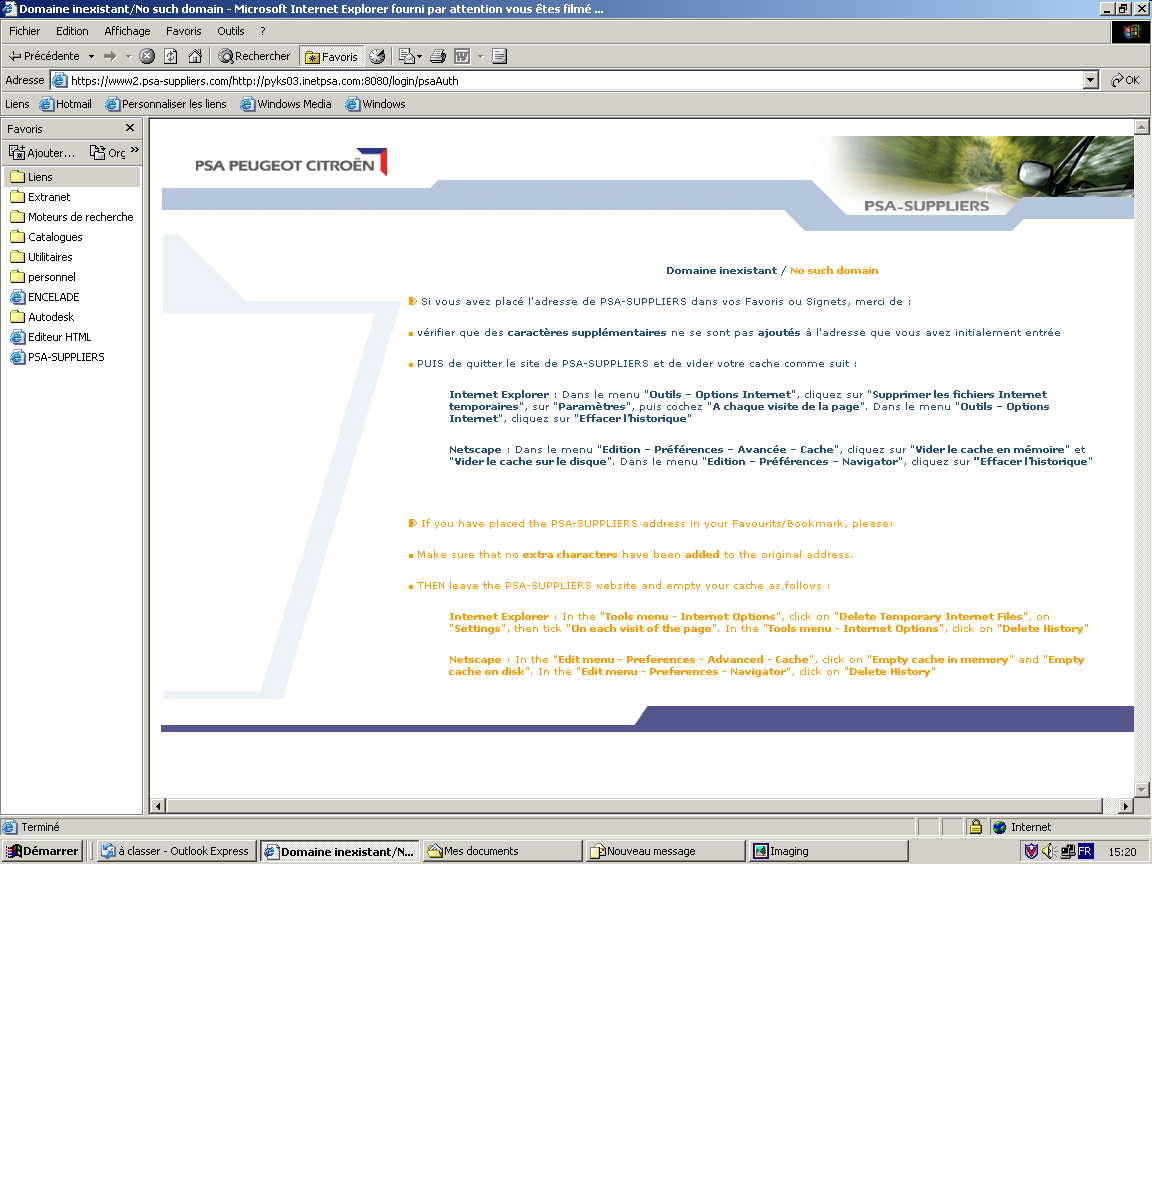 Domaine inexistant/No such domain - Microsoft Internet Explorer fourni par attention vous êtes filmé ...
Fichier Edition Affichage Favoris Outils ?
Précédente Rechercher Favoris
Adresse https://www2.psa-suppliers.com/http://pyks03.inetpsa.com:8080/login/psaAuth OK
Liens Hotmail Personnaliser les liens Windows Media Windows
Favoris
Ajouter... Org »
Liens
Extranet
Moteurs de recherche
Catalogues
Utilitaires
personnel
ENCELADE
Autodesk
Editeur HTML
PSA-SUPPLIERS
PSA PEUGEOT CITROËN
PSA-SUPPLIERS
Domaine inexistant / No such domain
Si vous avez placé l'adresse de PSA-SUPPLIERS dans vos Favoris ou Signets, merci de :
vérifier que des caractères supplémentaires ne se sont pas ajoutés à l'adresse que vous avez initialement entrée
PUIS de quitter le site de PSA-SUPPLIERS et de vider votre cache comme suit :
Internet Explorer : Dans le menu "Outils – Options Internet", cliquez sur "Supprimer les fichiers Internet
temporaires", sur "Paramètres", puis cochez "A chaque visite de la page". Dans le menu "Outils – Options
Internet", cliquez sur "Effacer l'historique"
Netscape : Dans le menu "Edition – Préférences – Avancée – Cache", cliquez sur "Vider le cache en mémoire" et
"Vider le cache sur le disque". Dans le menu "Edition – Préférences – Navigator", cliquez sur "Effacer l'historique"
If you have placed the PSA-SUPPLIERS address in your Favourits/Bookmark, please:
Make sure that no extra characters have been added to the original address.
THEN leave the PSA-SUPPLIERS website and empty your cache as follows :
Internet Explorer : In the "Tools menu - Internet Options", click on "Delete Temporary Internet Files", on
"Settings", then tick "On each visit of the page". In the "Tools menu - Internet Options", click on "Delete History"
Netscape : In the "Edit menu - Preferences - Advanced - Cache", click on "Empty cache in memory" and "Empty
cache on disk". In the "Edit menu - Preferences - Navigator", click on "Delete History"
Terminé Internet
Démarrer à classer - Outlook Express Domaine inexistant/N... Mes documents Nouveau message Imaging FR 15:20